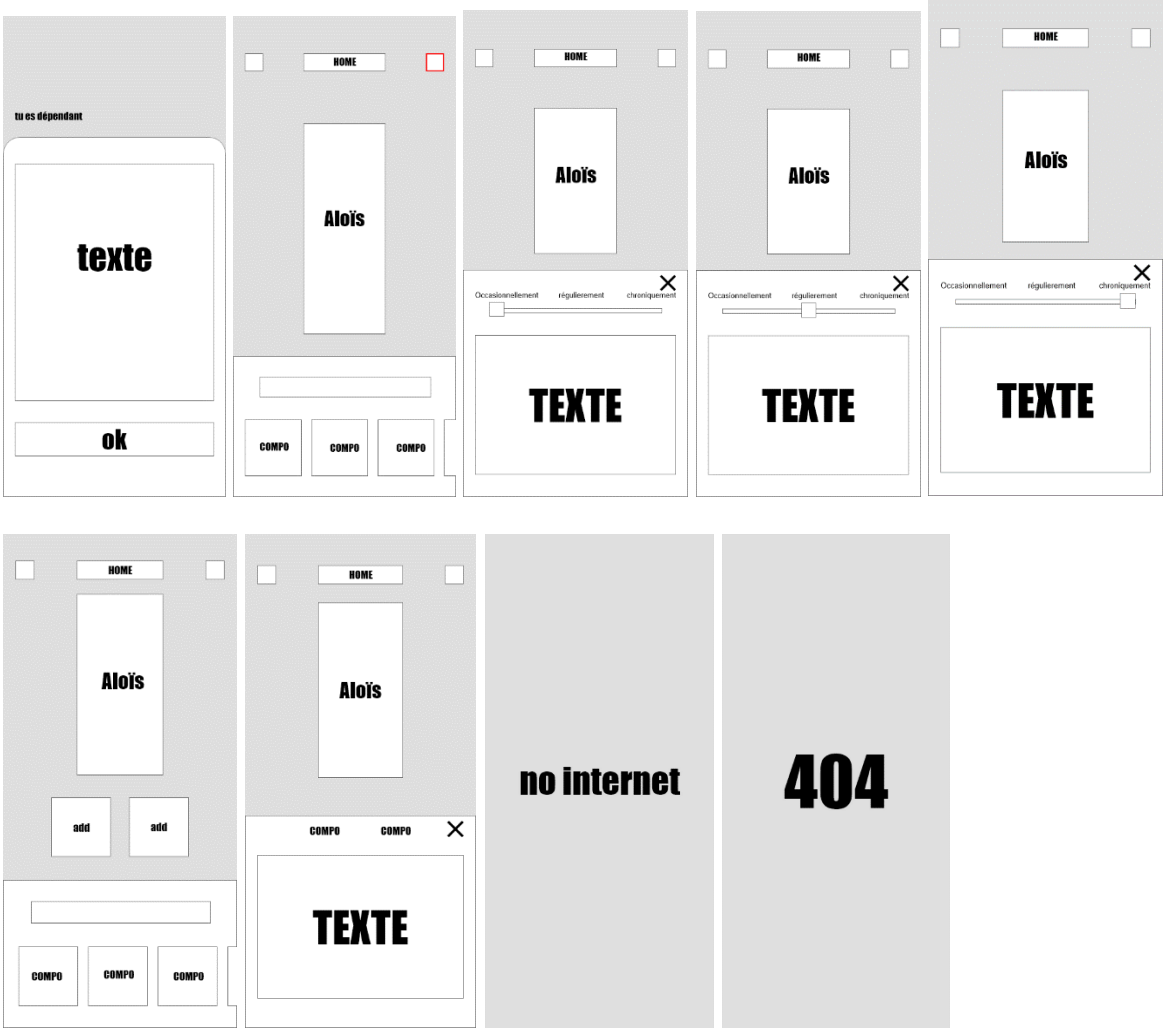 tu es dépendant
texte
ok
HOME
Aloïs
COMPO COMPO COMPO
HOME
Aloïs
Occasionnellement régulierement chroniquement
TEXTE
HOME
Aloïs
Occasionnellement régulierement chroniquement
TEXTE
HOME
Aloïs
Occasionnellement régulierement chroniquement
TEXTE
HOME
Aloïs
add add
COMPO COMPO COMPO
HOME
Aloïs
COMPO COMPO
TEXTE
no internet
404